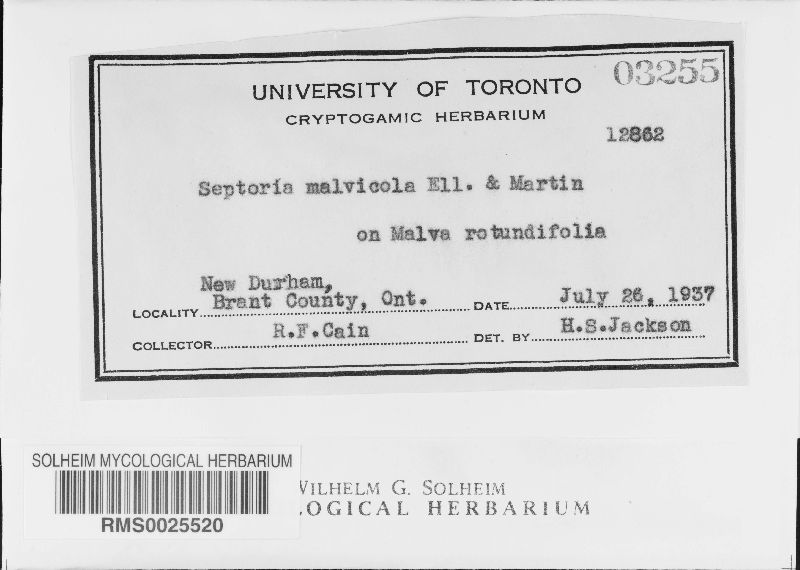 03255
UNIVERSITY OF TORONTO
CRYPTOGAMIC HERBARIUM
12862
Septoria malvicola Ell. & Martin
on Malva rotundifolia
New Durham,
LOCALITY Brant County, Ont. DATE July 26, 1937
COLLECTOR R.F.Cain DET. BY H.S.Jackson
SOLHEIM MYCOLOGICAL HERBARIUM
RMS0025520
WILHELM G. SOLHEIM
LOGICAL HERBARIUM